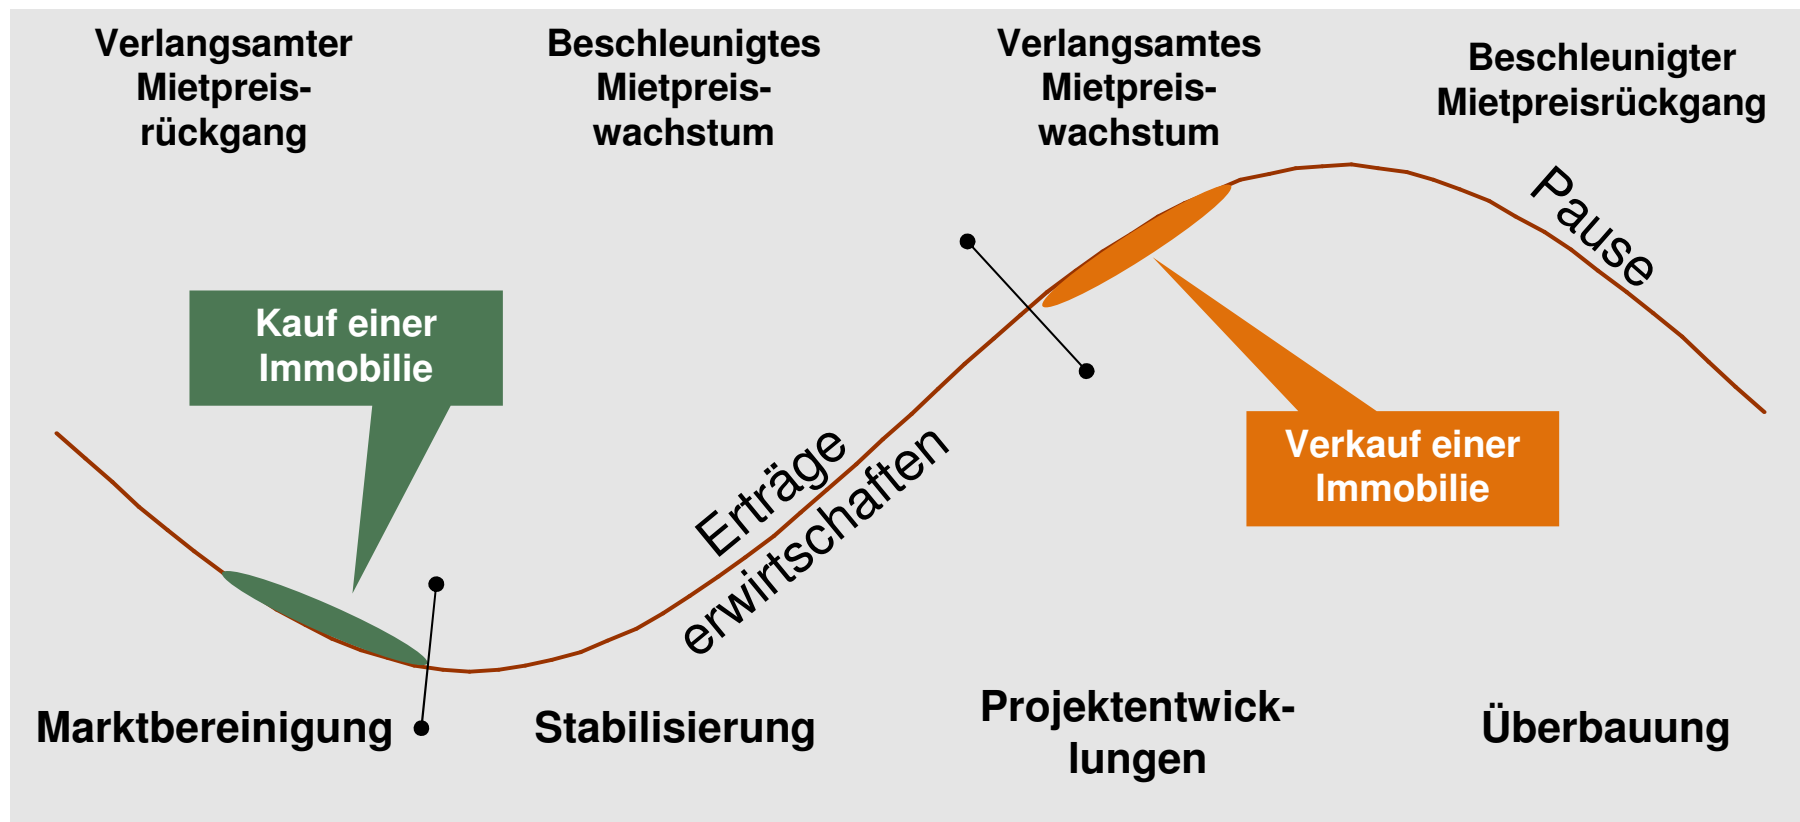 Verlangsamter
Mietpreis-
rückgang
Beschleunigtes
Mietpreis-
wachstum
Verlangsamtes
Mietpreis-
wachstum
Beschleunigter
Mietpreisrückgang
Pause
Kauf einer
Immobilie
Erträge
erwirtschaften
Verkauf einer
Immobilie
Marktbereinigung
Stabilisierung
Projektentwick-
lungen
Überbauung